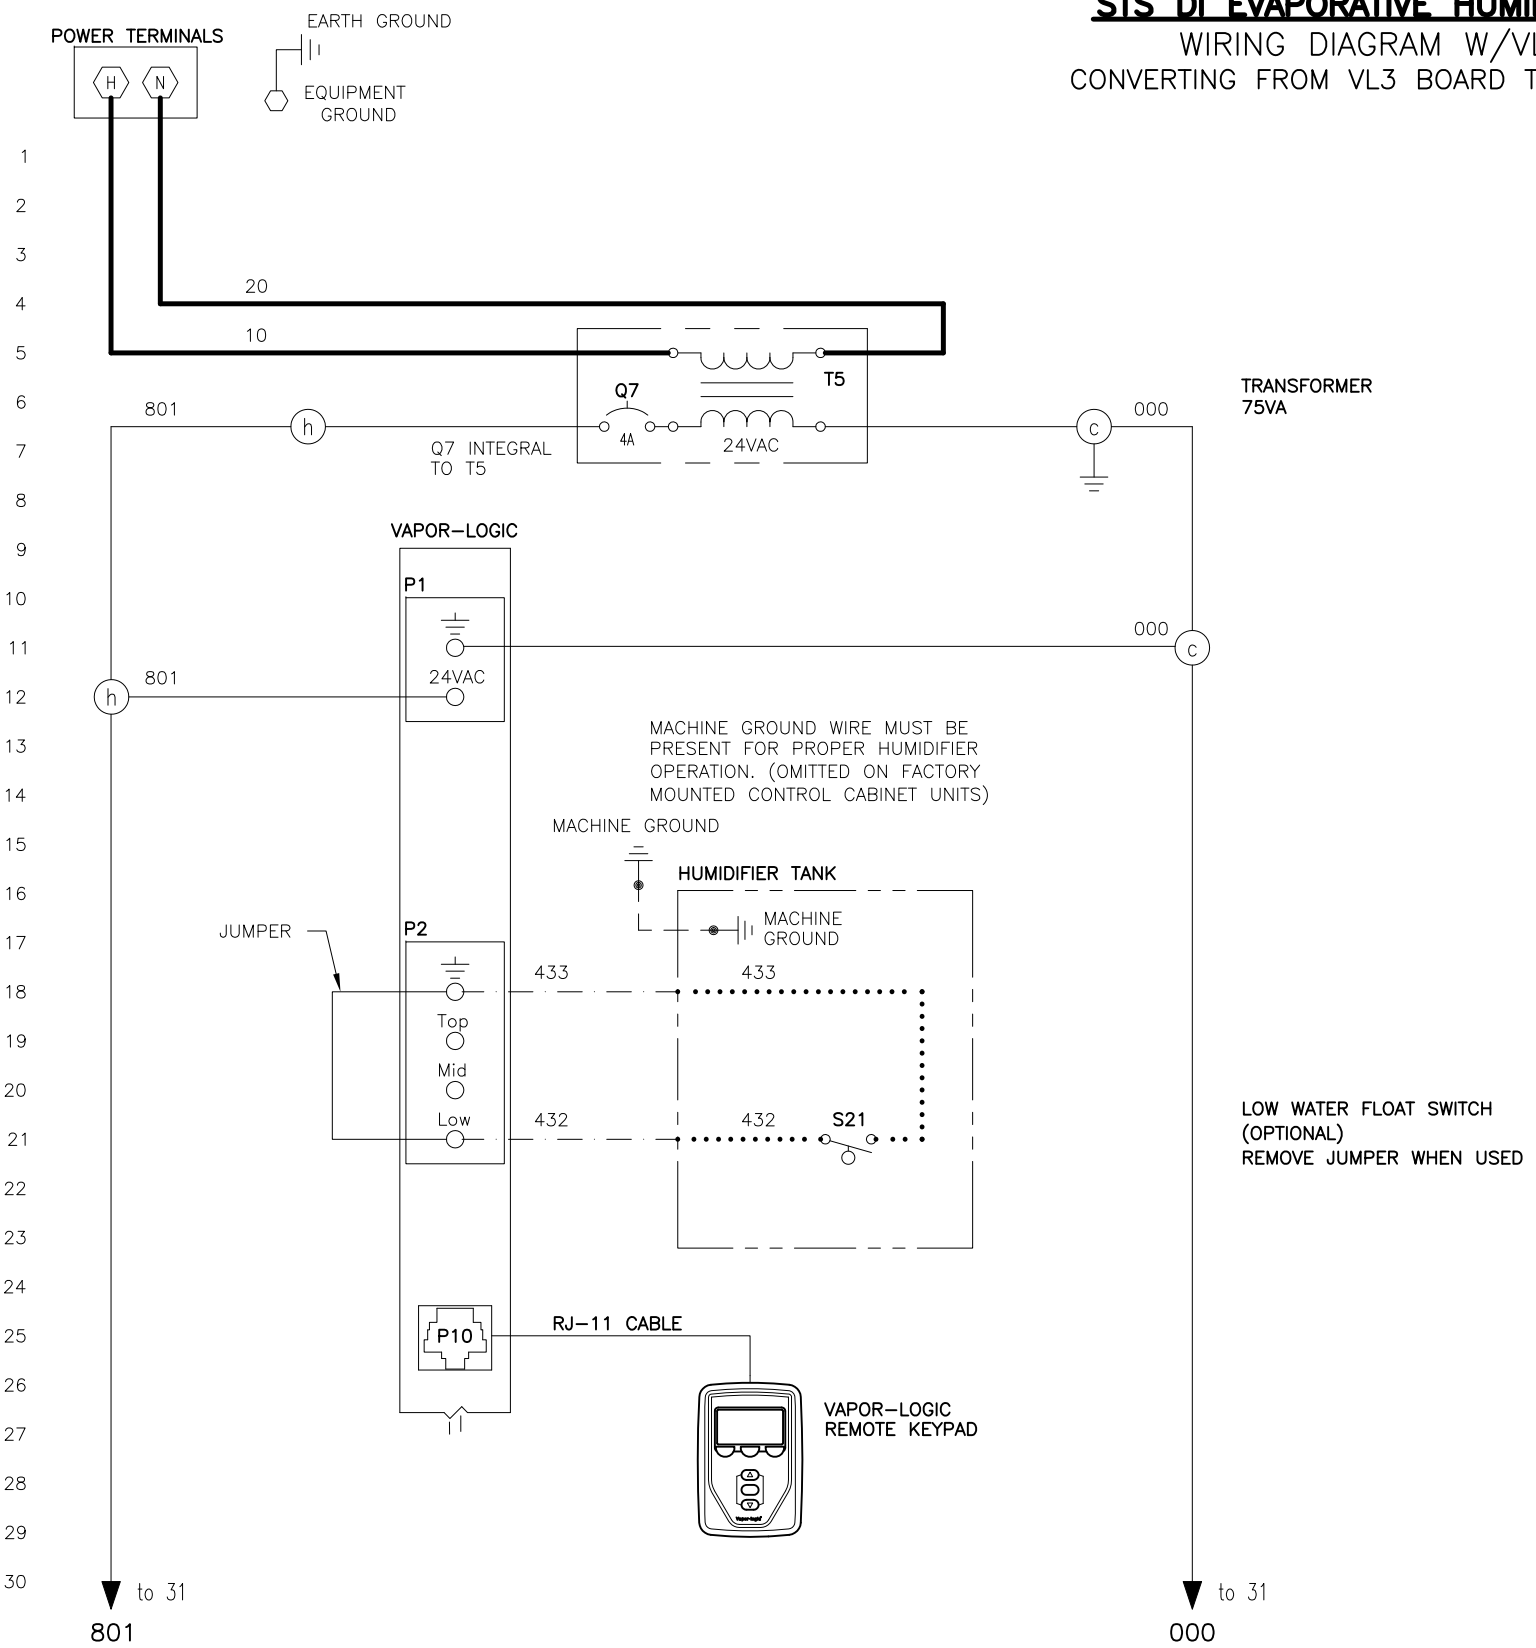 STS DI EVAPORATIVE
WIRING DIAGRAM
CONVERTING FROM VL3 BOARD
EARTH GROUND
POWER TERMINALS
H
N
EQUIPMENT
GROUND
1
2
3
20
4
10
5
T5
Q7
6
801
h
4A
24VAC
c
000
TRANSFORMER
75VA
7
Q7 INTEGRAL
TO T5
8
VAPOR-LOGIC
9
P1
10
000
11
c
24VAC
801
12
h
13
MACHINE GROUND WIRE MUST BE
PRESENT FOR PROPER HUMIDIFIER
OPERATION. (OMITTED ON FACTORY
MOUNTED CONTROL CABINET UNITS)
14
MACHINE GROUND
15
HUMIDIFIER TANK
16
MACHINE
GROUND
JUMPER
P2
17
433
433
18
Top
19
Mid
20
Low
432
432
S21
21
LOW WATER FLOAT SWITCH
(OPTIONAL)
REMOVE JUMPER WHEN USED
22
23
24
RJ-11 CABLE
25
P10
26
VAPOR-LOGIC
REMOTE KEYPAD
27
28
Vapor-logic
29
30
to 31
to 31
801
000